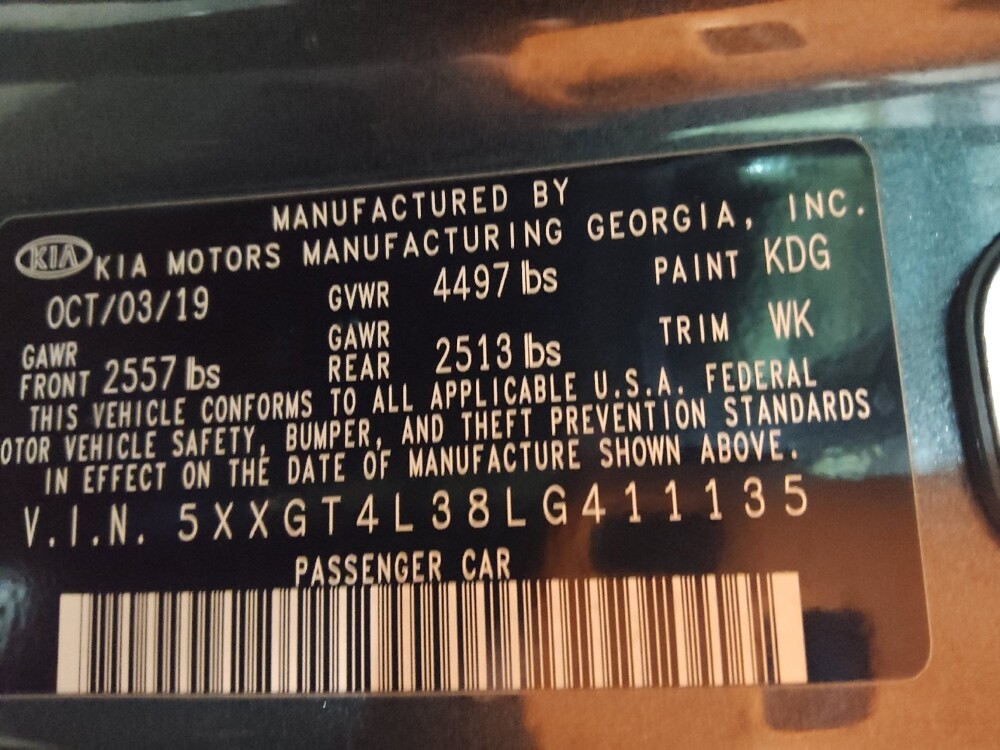 MANUFACTURED BY
KIA KIA MOTORS MANUFACTURING GEORGIA, INC.
OCT/03/19 GVWR 4497 lbs PAINT KDG
GAWR FRONT 2557 lbs GAWR REAR 2513 lbs TRIM WK
THIS VEHICLE CONFORMS TO ALL APPLICABLE U.S.A. FEDERAL
OTOR VEHICLE SAFETY, BUMPER, AND THEFT PREVENTION STANDARDS
IN EFFECT ON THE DATE OF MANUFACTURE SHOWN ABOVE.
V.I.N. 5XXGT4L38LG411135
PASSENGER CAR